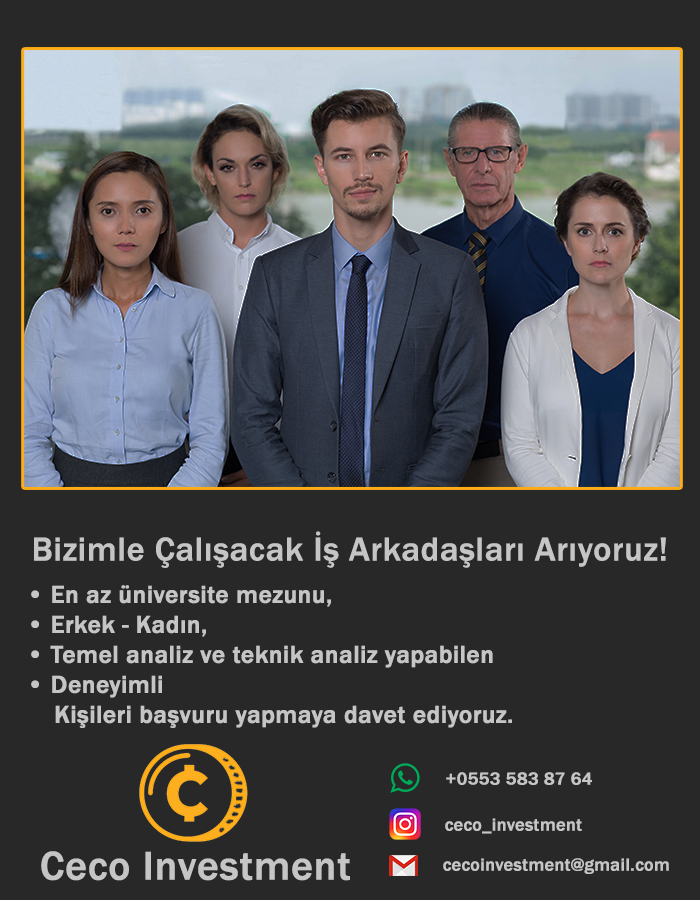 Bizimle Çalışacak İş Arkadaşları Arıyoruz!
• En az üniversite mezunu,
• Erkek - Kadın,
• Temel analiz ve teknik analiz yapabilen
• Deneyimli
Kişileri başvuru yapmaya davet ediyoruz.
Ceco Investment
+0553 583 87 64
ceco_investment
cecoinvestment@gmail.com